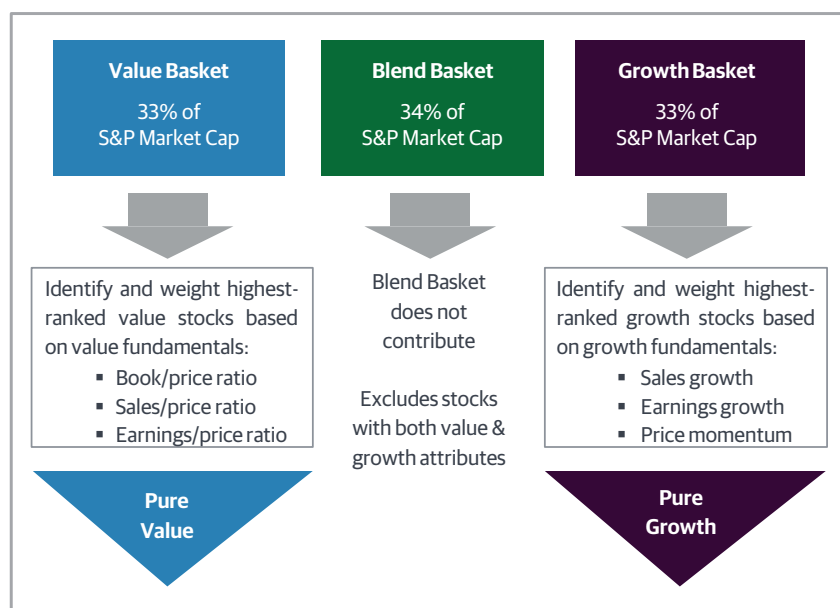 Value Basket
33% of
S&P Market Cap
Blend Basket
34% of
S&P Market Cap
Growth Basket
33% of
S&P Market Cap
Identify and weight highest-
ranked value stocks based
on value fundamentals:
▪ Book/price ratio
▪ Sales/price ratio
▪ Earnings/price ratio
Blend Basket
does not
contribute
Excludes stocks
with both value &
growth attributes
Identify and weight highest-
ranked growth stocks based
on growth fundamentals:
▪ Sales growth
▪ Earnings growth
▪ Price momentum
Pure
Value
Pure
Growth